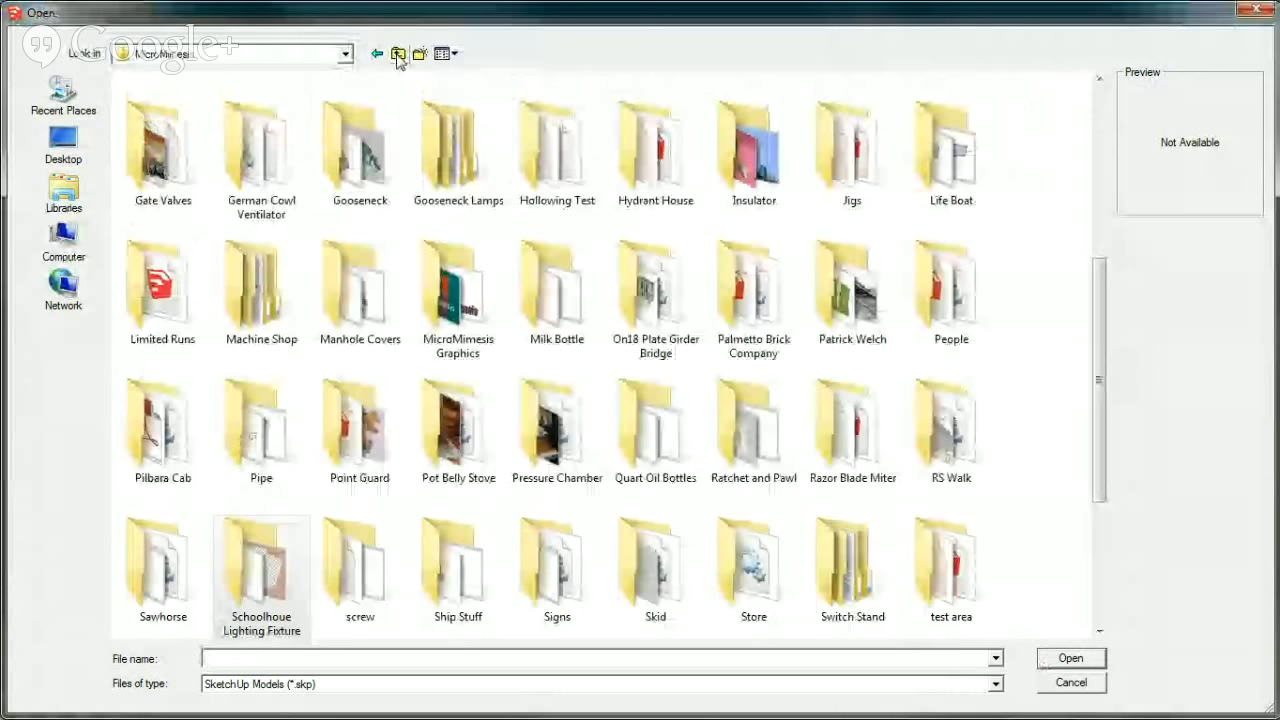 Open
Google+
Look in
MicroMimesis
Recent Places
Desktop
Libraries
Computer
Network
Preview
Not Available
Gate Valves
German Cowl
Ventilator
Gooseneck
Gooseneck Lamps
Hollowing Test
Hydrant House
Insulator
Jigs
Life Boat
Limited Runs
Machine Shop
Manhole Covers
MicroMimesis
Graphics
Milk Bottle
On18 Plate Girder
Bridge
Palmetto Brick
Company
Patrick Welch
People
Pilbara Cab
Pipe
Point Guard
Pot Belly Stove
Pressure Chamber
Quart Oil Bottles
Ratchet and Pawl
Razor Blade Miter
RS Walk
Sawhorse
Schoolhoue
Lighting Fixture
screw
Ship Stuff
Signs
Skid
Store
Switch Stand
test area
File name:
Open
Files of type:
SketchUp Models (*.skp)
Cancel